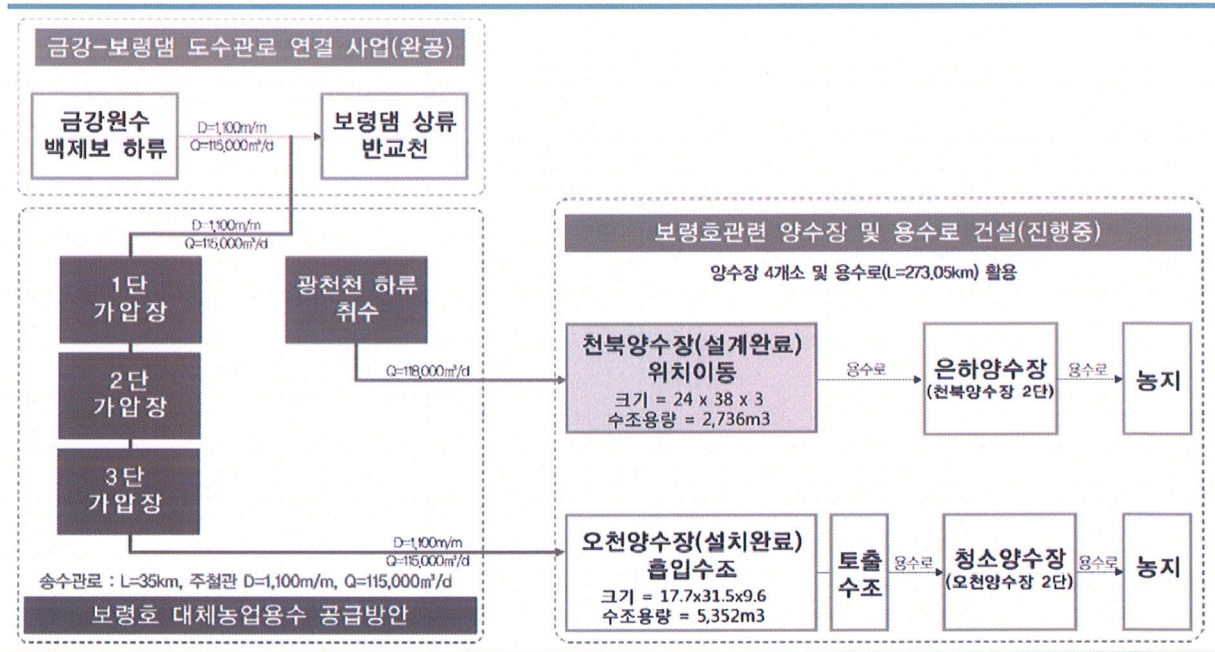 금강-보령댐 도수관로 연결 사업(완공)
금강원수
백제보 하류
D=1,100m/m
Q=115,000m³/d
보령댐 상류
반교천
D=1,100m/m
Q=115,000m³/d
1단
가압장
2단
가압장
3단
가압장
광천천 하류
취수
Q=118,000m³/d
D=1,100m/m
Q=115,000m³/d
송수관로 : L=35km, 주철관 D=1,100m/m, Q=115,000m³/d
보령호 대체농업용수 공급방안
보령호관련 양수장 및 용수로 건설(진행중)
양수장 4개소 및 용수로(L=273.05km) 활용
천북양수장(설계완료)
위치이동
크기 = 24 x 38 x 3
수조용량 = 2,736m3
용수로
은하양수장
(천북양수장 2단)
용수로
농지
오천양수장(설치완료)
흡입수조
크기 = 17.7x31.5x9.6
수조용량 = 5,352m3
토출
수조
용수로
청소양수장
(오천양수장 2단)
용수로
농지